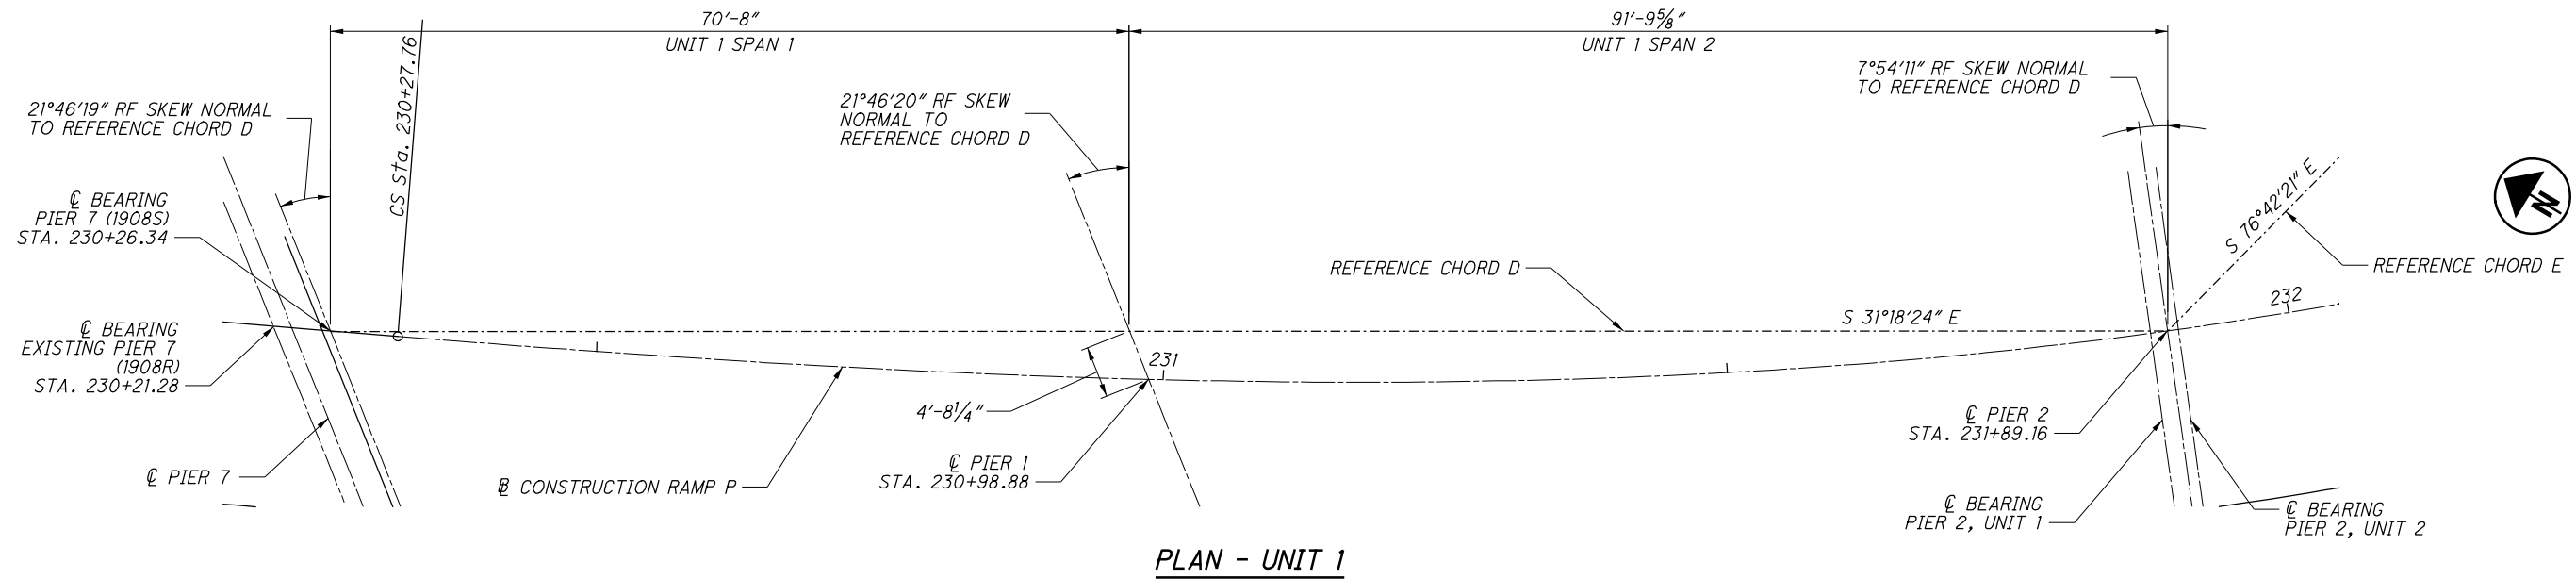 70'-8"
UNIT 1 SPAN 1
91'-9⅝"
UNIT 1 SPAN 2
CS Sta. 230+27.76
21°46'19" RF SKEW NORMAL
TO REFERENCE CHORD D
21°46'20" RF SKEW
NORMAL TO
REFERENCE CHORD D
7°54'11" RF SKEW NORMAL
TO REFERENCE CHORD D
℄ BEARING
PIER 7 (1908S)
STA. 230+26.34
N
S 76°42'21" E
REFERENCE CHORD D
REFERENCE CHORD E
S 31°18'24" E
232
℄ BEARING
EXISTING PIER 7
(1908R)
STA. 230+21.28
231
4'-8¼"
℄ PIER 7
BL CONSTRUCTION RAMP P
℄ PIER 1
STA. 230+98.88
℄ PIER 2
STA. 231+89.16
℄ BEARING
PIER 2, UNIT 1
℄ BEARING
PIER 2, UNIT 2
PLAN - UNIT 1